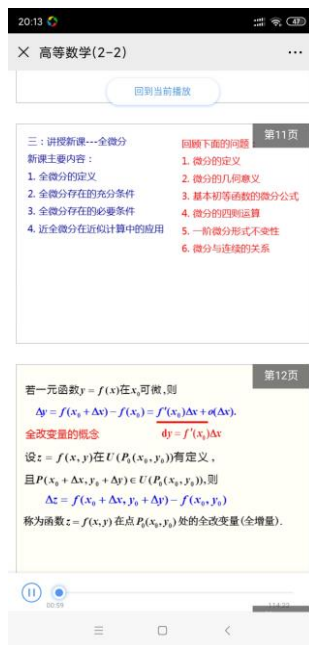 20:13
47
高等数学(2-2)
回到当前播放
第11页
三：讲授新课---全微分
新课主要内容：
1. 全微分的定义
2. 全微分存在的充分条件
3. 全微分存在的必要条件
4. 近全微分在近似计算中的应用
回顾下面的问题
1. 微分的定义
2. 微分的几何意义
3. 基本初等函数的微分公式
4. 微分的四则运算
5. 一阶微分形式不变性
6. 微分与连续的关系
第12页
若一元函数y = f(x)在x₀可微,则
Δy = f(x₀ + Δx) − f(x₀) = f′(x₀)Δx + o(Δx).
全改变量的概念 dy = f′(x₀)Δx
设z = f(x, y)在U(P₀(x₀, y₀))有定义，
且P(x₀ + Δx, y₀ + Δy) ∈ U(P₀(x₀, y₀)),则
Δz = f(x₀ + Δx, y₀ + Δy) − f(x₀, y₀)
称为函数z = f(x, y)在点P₀(x₀, y₀)处的全改变量(全增量).
00:59